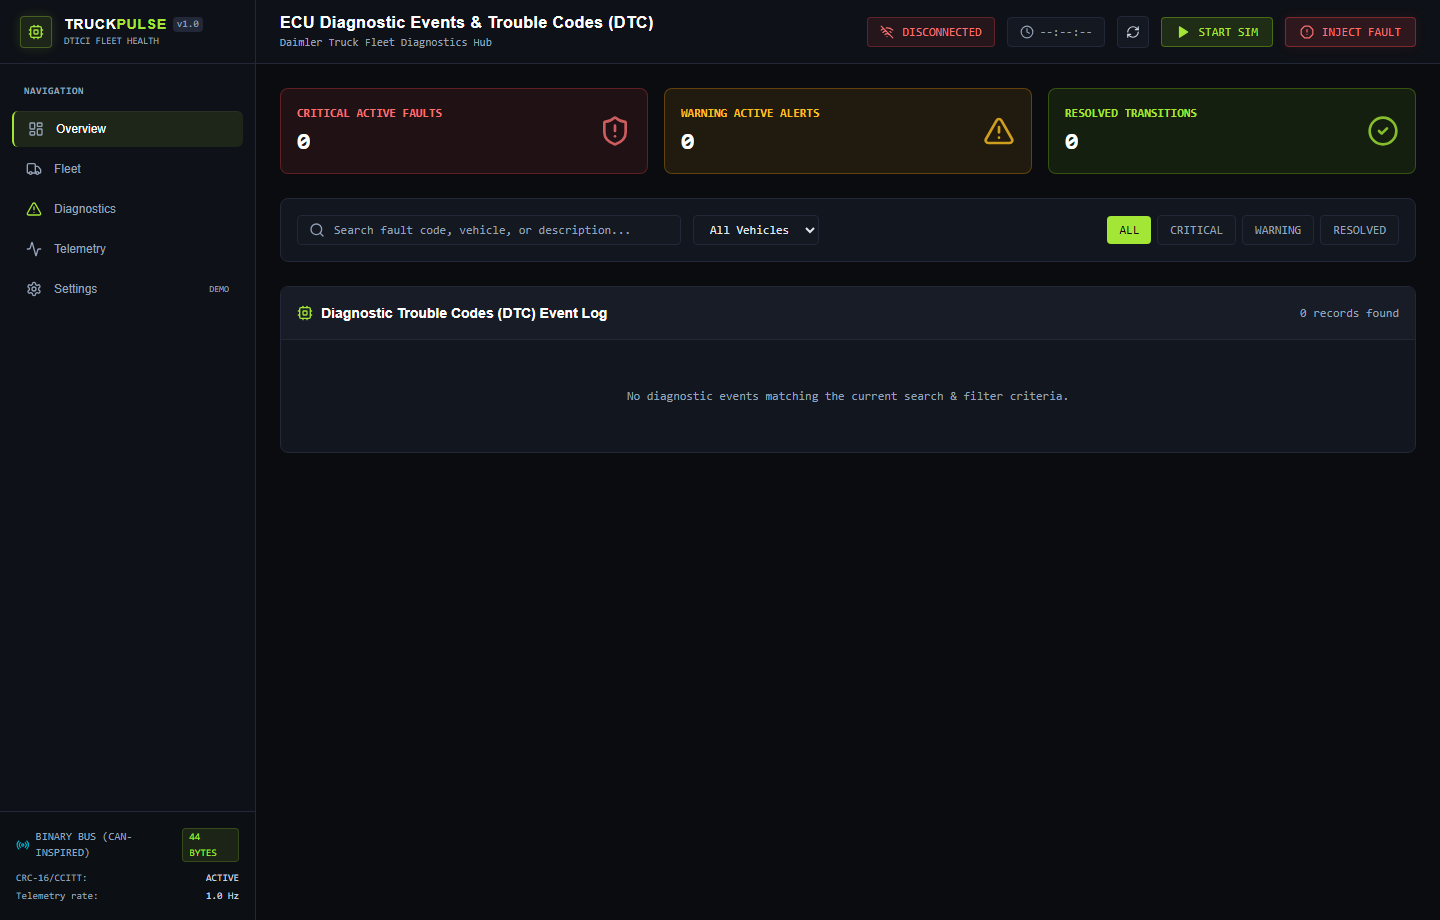 TRUCKPULSE v1.0
DTICI FLEET HEALTH
ECU Diagnostic Events & Trouble Codes (DTC)
Daimler Truck Fleet Diagnostics Hub
DISCONNECTED
--:--:--
START SIM
INJECT FAULT
NAVIGATION
Overview
Fleet
Diagnostics
Telemetry
Settings DEMO
CRITICAL ACTIVE FAULTS
0
WARNING ACTIVE ALERTS
0
RESOLVED TRANSITIONS
0
Search fault code, vehicle, or description...
All Vehicles
ALL
CRITICAL
WARNING
RESOLVED
Diagnostic Trouble Codes (DTC) Event Log
0 records found
No diagnostic events matching the current search & filter criteria.
BINARY BUS (CAN-
INSPIRED)
44
BYTES
CRC-16/CCITT: ACTIVE
Telemetry rate: 1.0 Hz